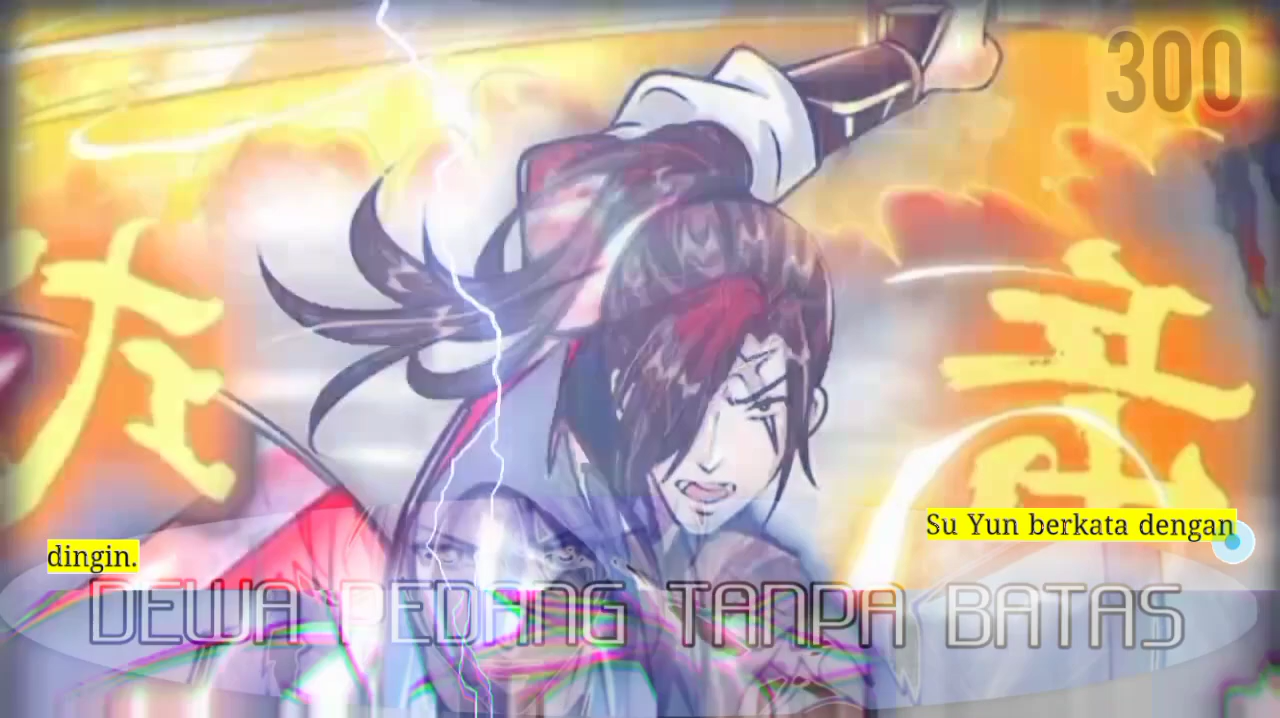 300
Su Yun berkata dengan
dingin.
DEWA PEDANG TANPA BATAS